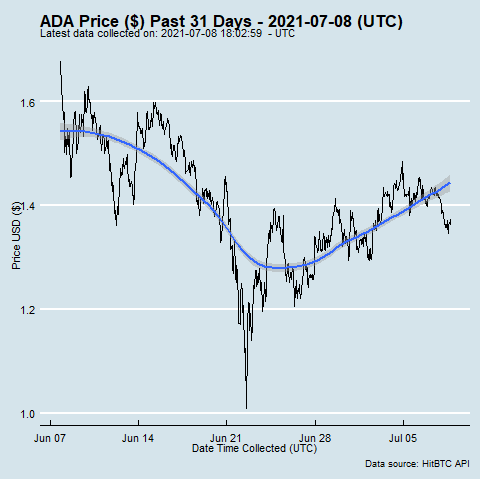 ADA Price ($) Past 31 Days - 2021-07-08 (UTC)
Latest data collected on: 2021-07-08 18:02:59 - UTC
1.6
1.4
1.2
1.0
Price USD ($)
Jun 07 Jun 14 Jun 21 Jun 28 Jul 05
Date Time Collected (UTC)
Data source: HitBTC API